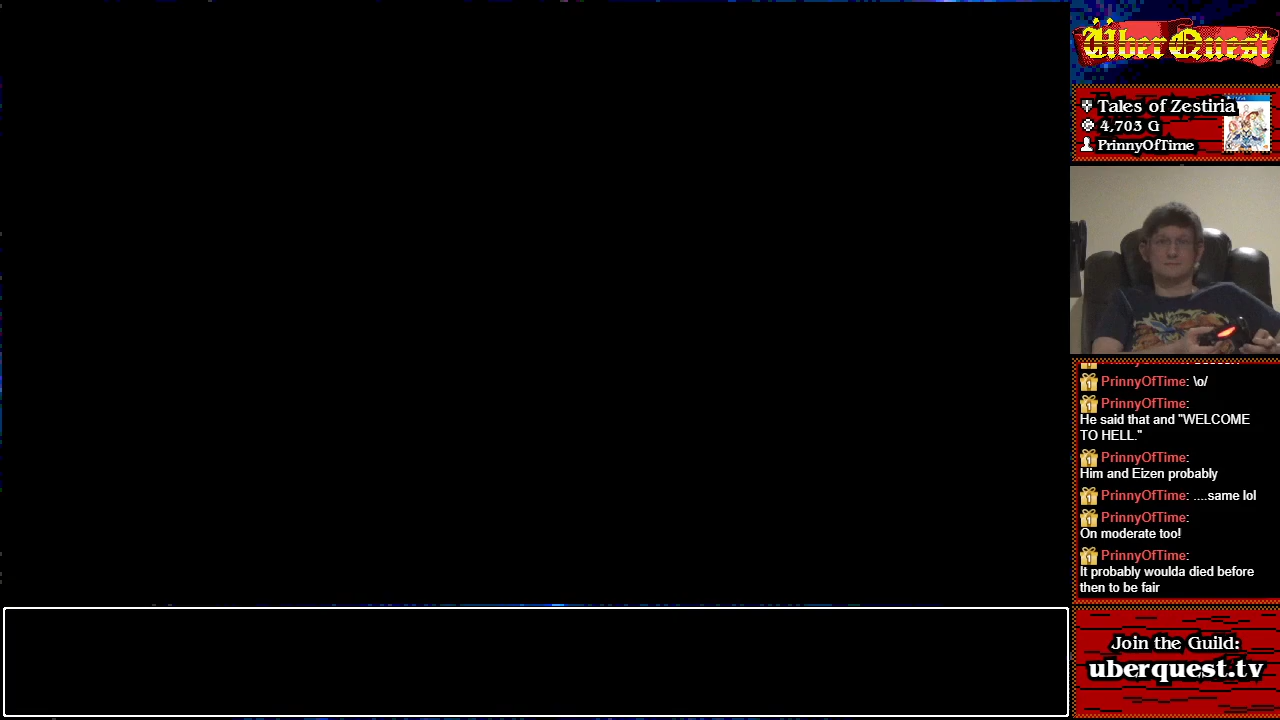 ÜberQuest
Tales of Zestiria
4,703 G
PrinnyOfTime
PrinnyOfTime: \o/
PrinnyOfTime:
He said that and "WELCOME
TO HELL."
PrinnyOfTime:
Him and Eizen probably
PrinnyOfTime: ....same lol
PrinnyOfTime:
On moderate too!
PrinnyOfTime:
It probably woulda died before
then to be fair
Join the Guild:
uberquest.tv